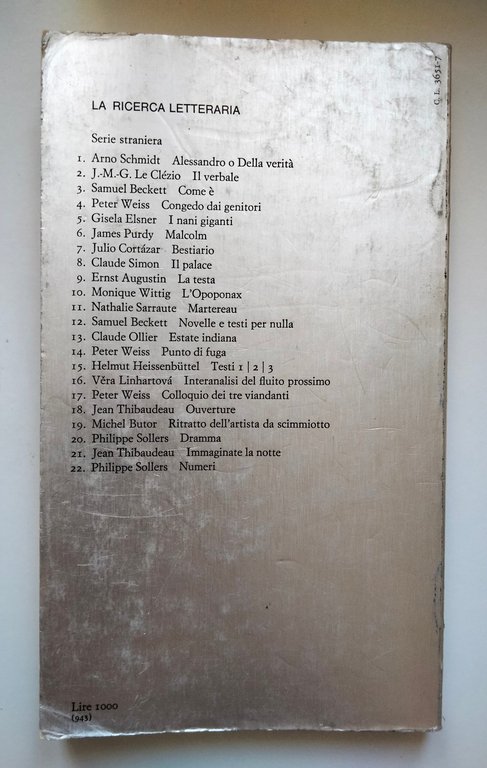 LA RICERCA LETTERARIA
Serie straniera
1. Arno Schmidt Alessandro o Della verità
2. J.-M.-G. Le Clézio Il verbale
3. Samuel Beckett Come è
4. Peter Weiss Congedo dai genitori
5. Gisela Elsner I nani giganti
6. James Purdy Malcolm
7. Julio Cortázar Bestiario
8. Claude Simon Il palace
9. Ernst Augustin La testa
10. Monique Wittig L'Opoponax
11. Nathalie Sarraute Martereau
12. Samuel Beckett Novelle e testi per nulla
13. Claude Ollier Estate indiana
14. Peter Weiss Punto di fuga
15. Helmut Heissenbüttel Testi 1 | 2 | 3
16. Věra Linhartová Interanalisi del fluito prossimo
17. Peter Weiss Colloquio dei tre viandanti
18. Jean Thibaudeau Ouverture
19. Michel Butor Ritratto dell'artista da scimmiotto
20. Philippe Sollers Dramma
21. Jean Thibaudeau Immaginate la notte
22. Philippe Sollers Numeri
Lire 1000
(943)
C. L. 3651-7